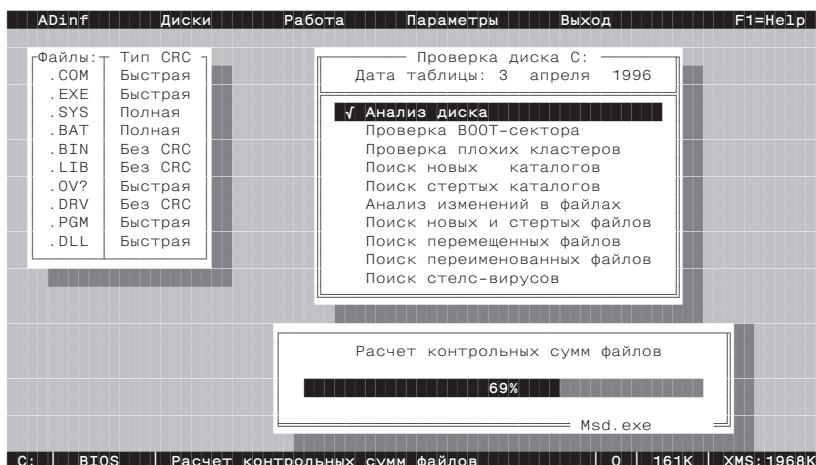 ADinf Диски Работа Параметры Выход F1=Help
Файлы: Тип CRC
.COM Быстрая
.EXE Быстрая
.SYS Полная
.BAT Полная
.BIN Без CRC
.LIB Без CRC
.OV? Быстрая
.DRV Без CRC
.PGM Быстрая
.DLL Быстрая
Проверка диска C:
Дата таблицы: 3 апреля 1996
√ Анализ диска
Проверка BOOT-сектора
Проверка плохих кластеров
Поиск новых каталогов
Поиск стертых каталогов
Анализ изменений в файлах
Поиск новых и стертых файлов
Поиск перемещенных файлов
Поиск переименованных файлов
Поиск стелс-вирусов
Расчет контрольных сумм файлов
69%
Msd.exe
C: BIOS Расчет контрольных сумм файлов 0 161K XMS:1968K